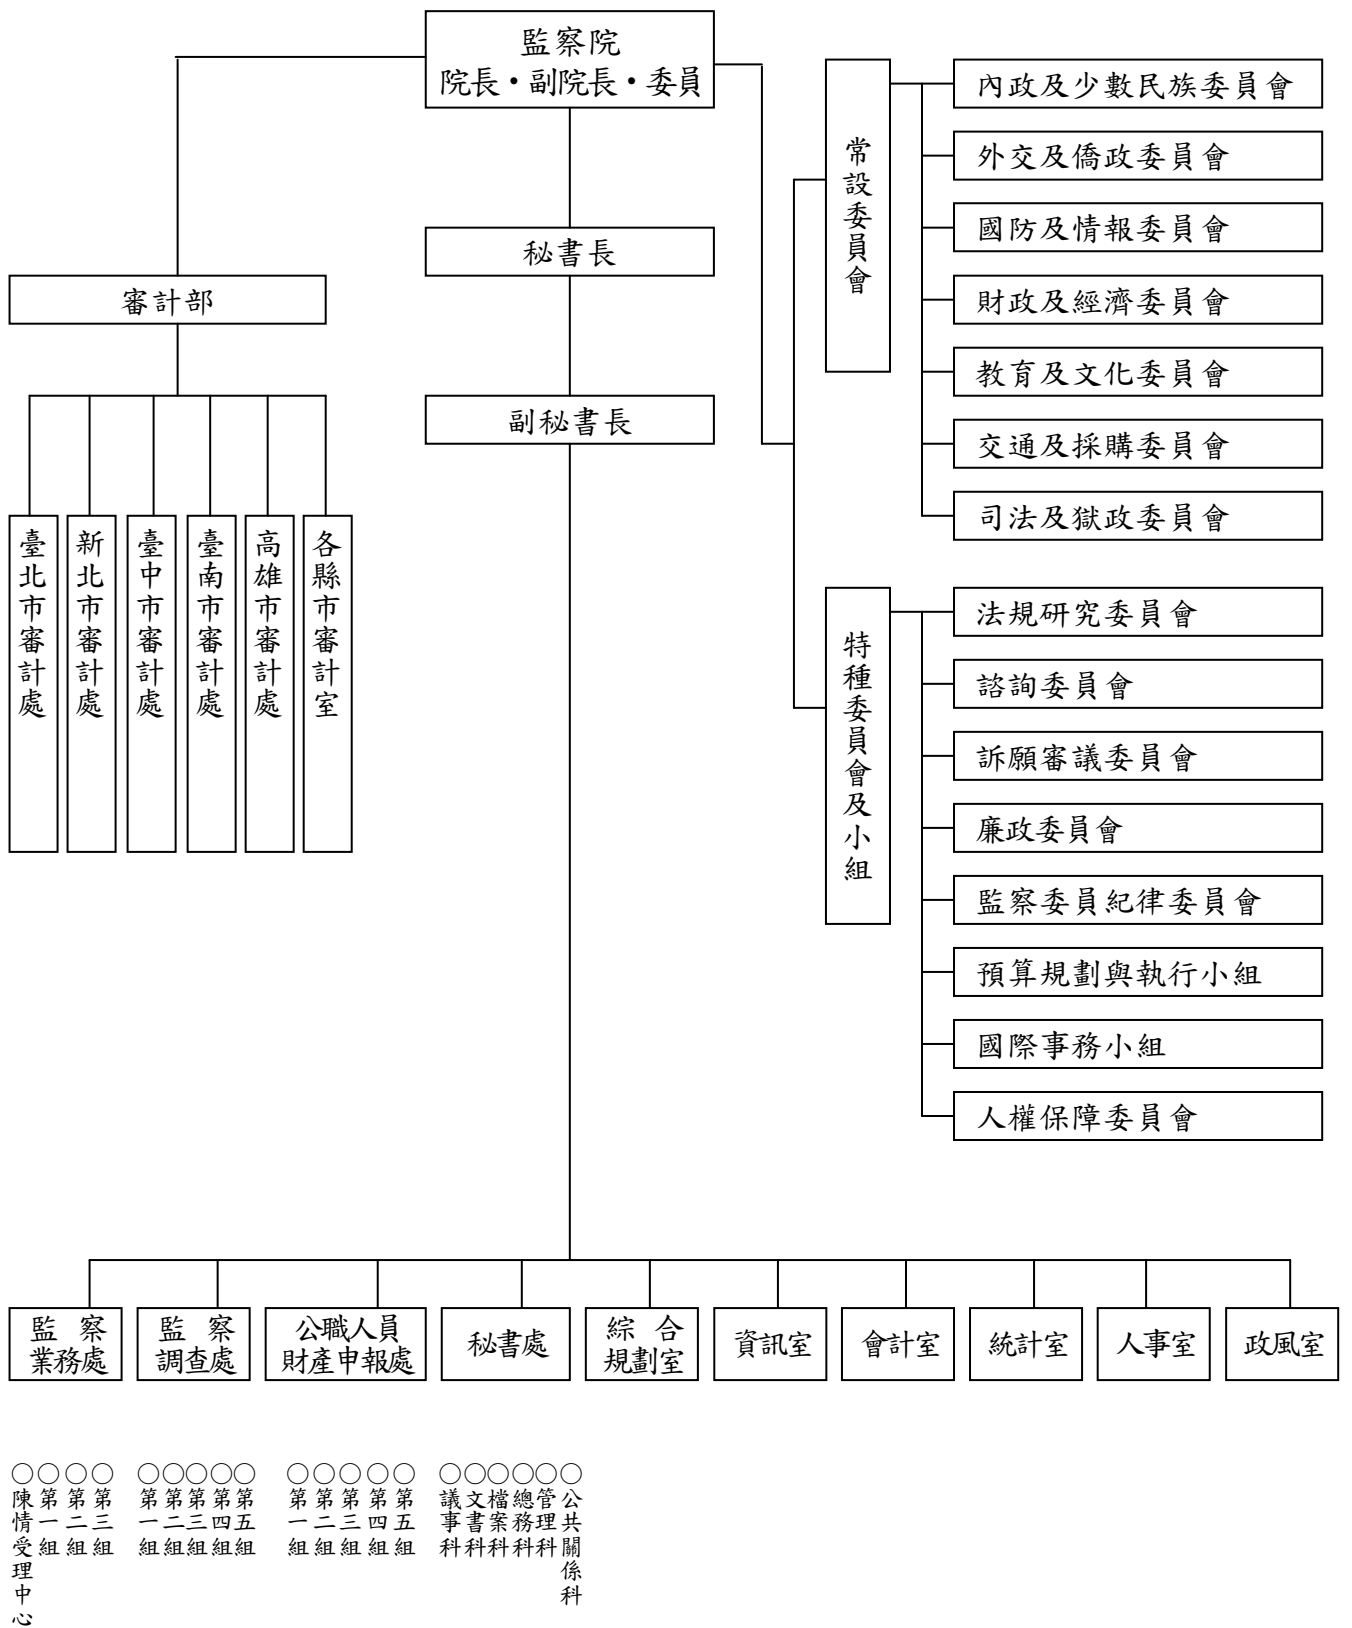 監察院
院長・副院長・委員
秘書長
副秘書長
審計部
臺北市審計處
新北市審計處
臺中市審計處
臺南市審計處
高雄市審計處
各縣市審計室
常設委員會
內政及少數民族委員會
外交及僑政委員會
國防及情報委員會
財政及經濟委員會
教育及文化委員會
交通及採購委員會
司法及獄政委員會
特種委員會及小組
法規研究委員會
諮詢委員會
訴願審議委員會
廉政委員會
監察委員紀律委員會
預算規劃與執行小組
國際事務小組
人權保障委員會
監察
業務處
監察
調查處
公職人員
財產申報處
秘書處
綜合
規劃室
資訊室
會計室
統計室
人事室
政風室
○陳情受理中心
○第一組
○第二組
○第三組
○第一組
○第二組
○第三組
○第四組
○第五組
○第一組
○第二組
○第三組
○第四組
○第五組
○議事科
○文書科
○檔案科
○總務科
○管理科
○公共關係科